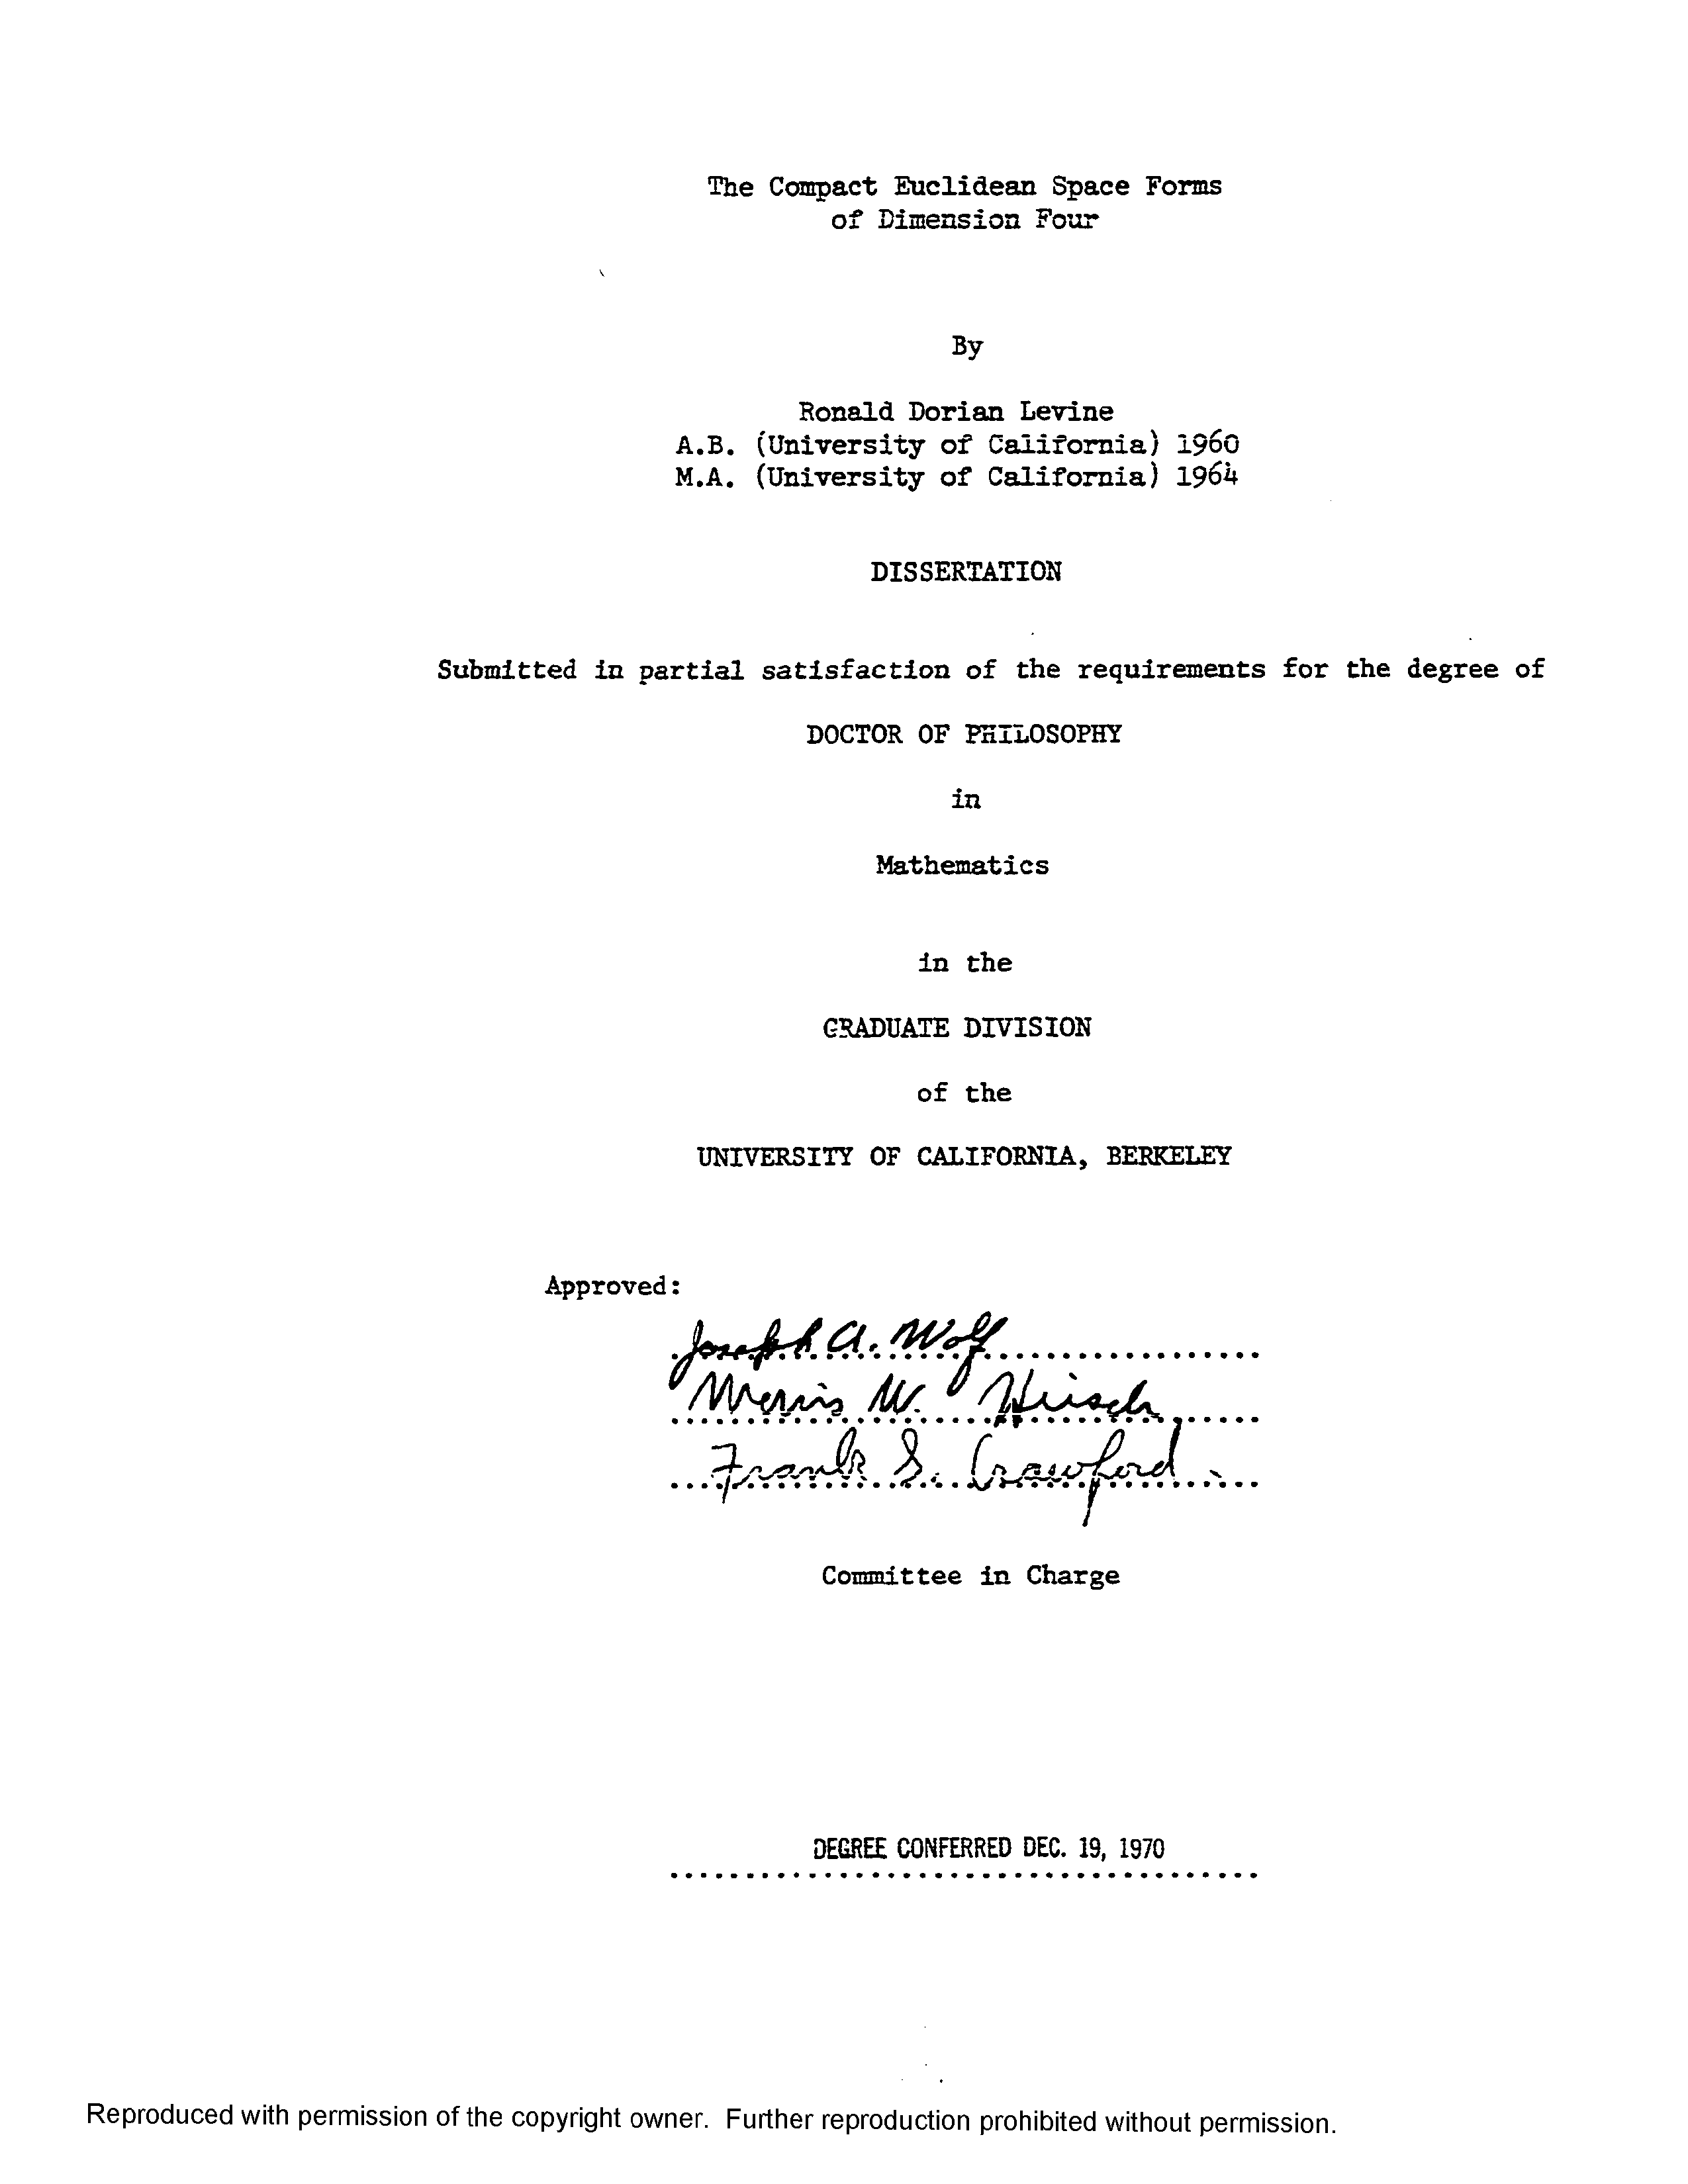 The Compact Euclidean Space Forms
of Dimension Four
By
Ronald Dorian Levine
A.B. (University of California) 1960
M.A. (University of California) 1964
DISSERTATION
Submitted in partial satisfaction of the requirements for the degree of
DOCTOR OF PHILOSOPHY
in
Mathematics
in the
GRADUATE DIVISION
of the
UNIVERSITY OF CALIFORNIA, BERKELEY
Approved:
Joseph A. Wolf
Morris W. Hirsch
Frank S. Crawford
Committee in Charge
DEGREE CONFERRED DEC. 19, 1970
Reproduced with permission of the copyright owner. Further reproduction prohibited without permission.